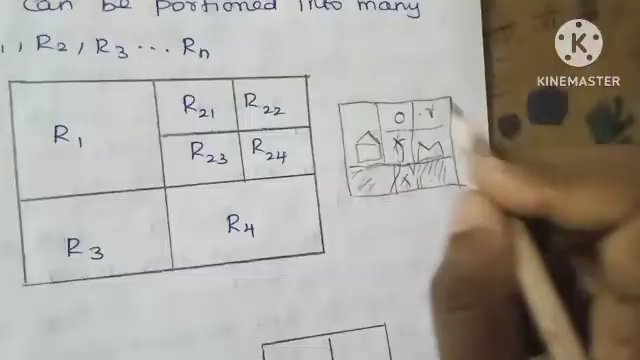 can be portioned into many
R2, R3 ... Rn
KINEMASTER
R1
R21 R22
R23 R24
R3
R4